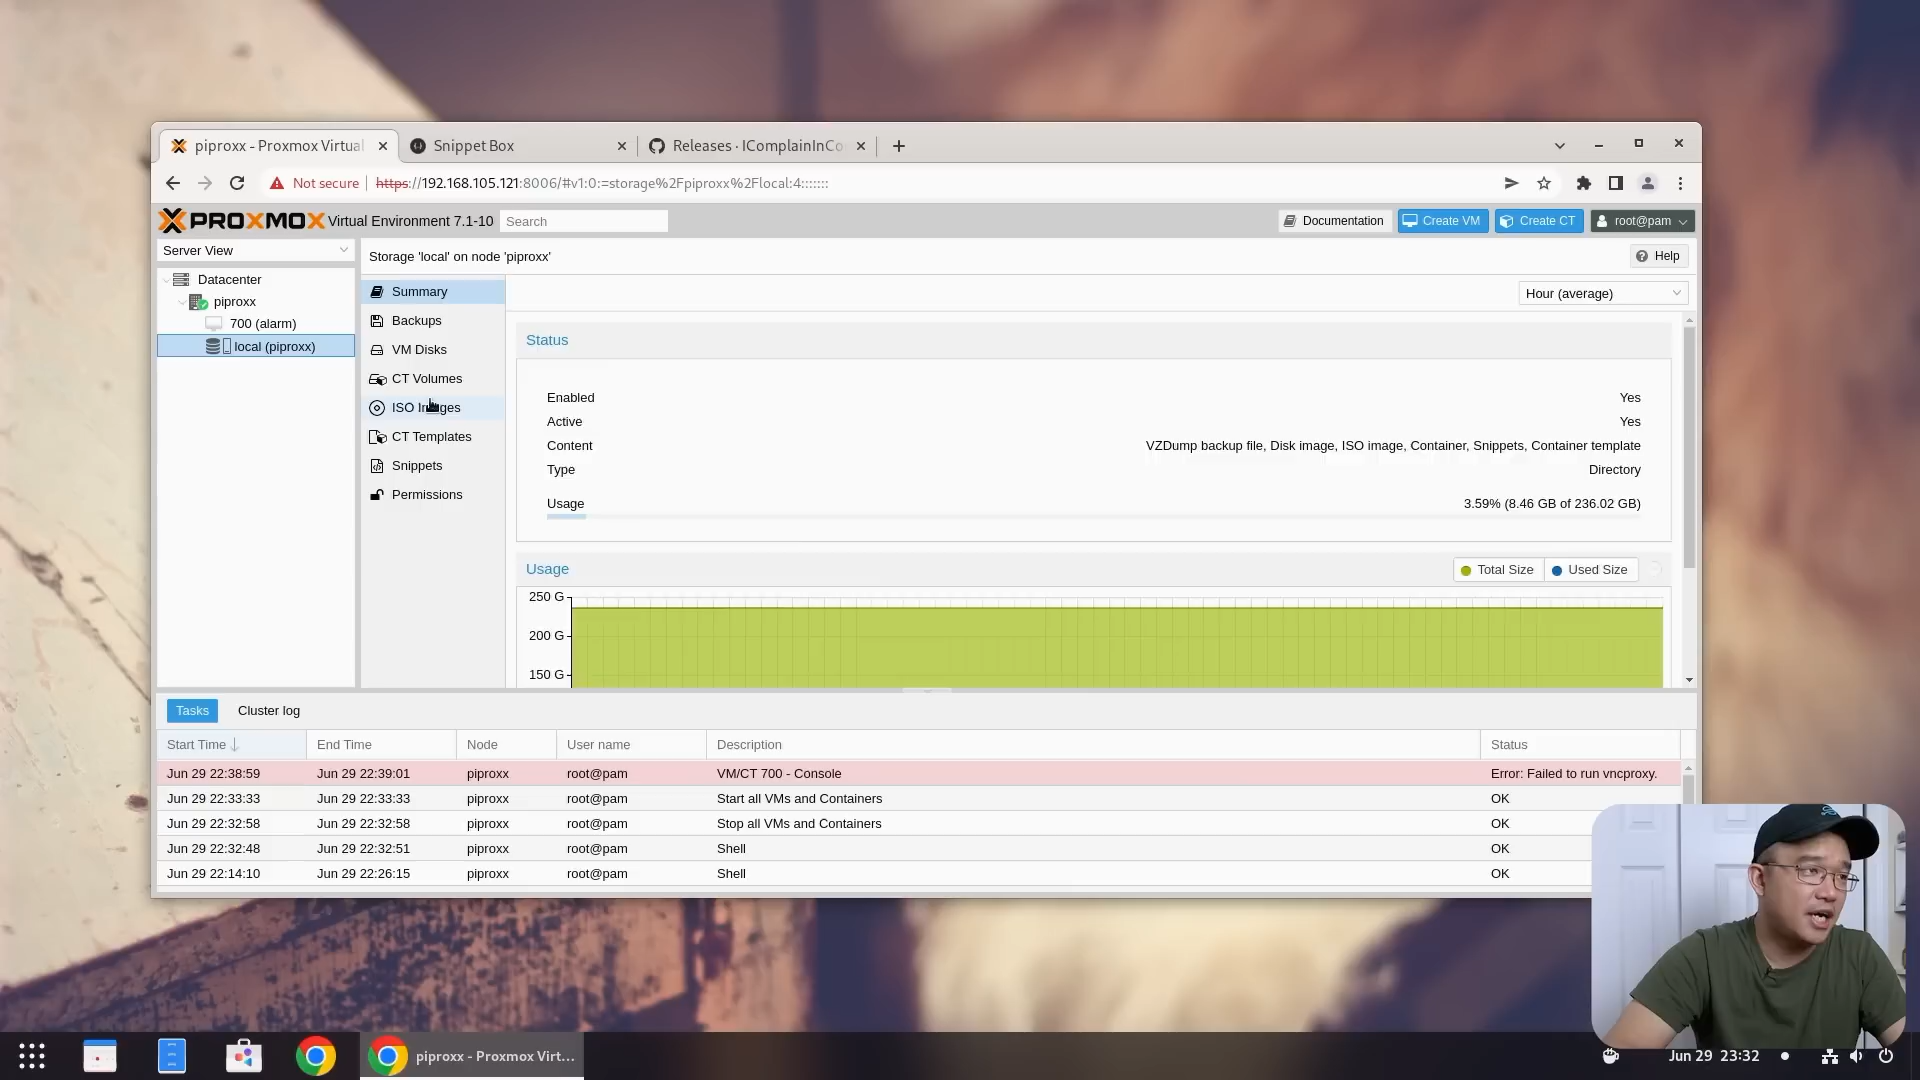 piproxx - Proxmox Virtual
Snippet Box
Releases · IComplainInCo
Not secure
https://192.168.105.121:8006/#v1:0:=storage%2Fpiproxx%2Flocal:4:::::::
PROXMOX Virtual Environment 7.1-10
Search
Documentation
Create VM
Create CT
root@pam
Server View
Storage 'local' on node 'piproxx'
Help
Datacenter
piproxx
700 (alarm)
local (piproxx)
Summary
Backups
VM Disks
CT Volumes
ISO Images
CT Templates
Snippets
Permissions
Hour (average)
Status
Enabled Yes
Active Yes
Content VZDump backup file, Disk image, ISO image, Container, Snippets, Container template
Type Directory
Usage 3.59% (8.46 GB of 236.02 GB)
Usage
Total Size
Used Size
250 G
200 G
150 G
Tasks
Cluster log
Start Time End Time Node User name Description Status
Jun 29 22:38:59 Jun 29 22:39:01 piproxx root@pam VM/CT 700 - Console Error: Failed to run vncproxy.
Jun 29 22:33:33 Jun 29 22:33:33 piproxx root@pam Start all VMs and Containers OK
Jun 29 22:32:58 Jun 29 22:32:58 piproxx root@pam Stop all VMs and Containers OK
Jun 29 22:32:48 Jun 29 22:32:51 piproxx root@pam Shell OK
Jun 29 22:14:10 Jun 29 22:26:15 piproxx root@pam Shell OK
piproxx - Proxmox Virt...
Jun 29 23:32